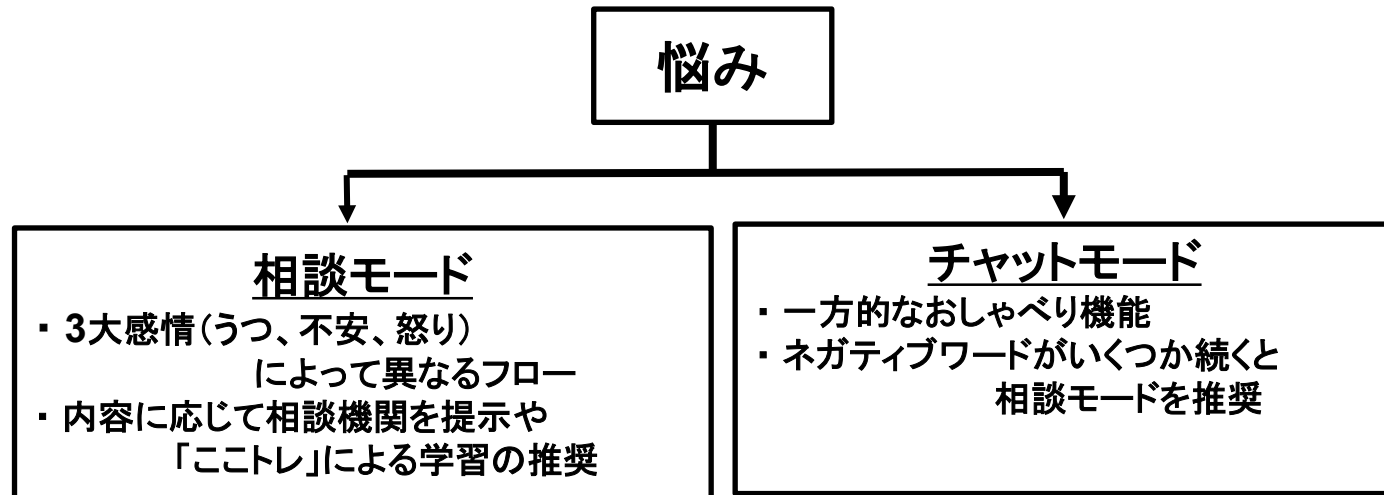 悩み
相談モード
・3大感情(うつ、不安、怒り)
によって異なるフロー
・内容に応じて相談機関を提示や
「ここトレ」による学習の推奨
チャットモード
・一方的なおしゃべり機能
・ネガティブワードがいくつか続くと
相談モードを推奨